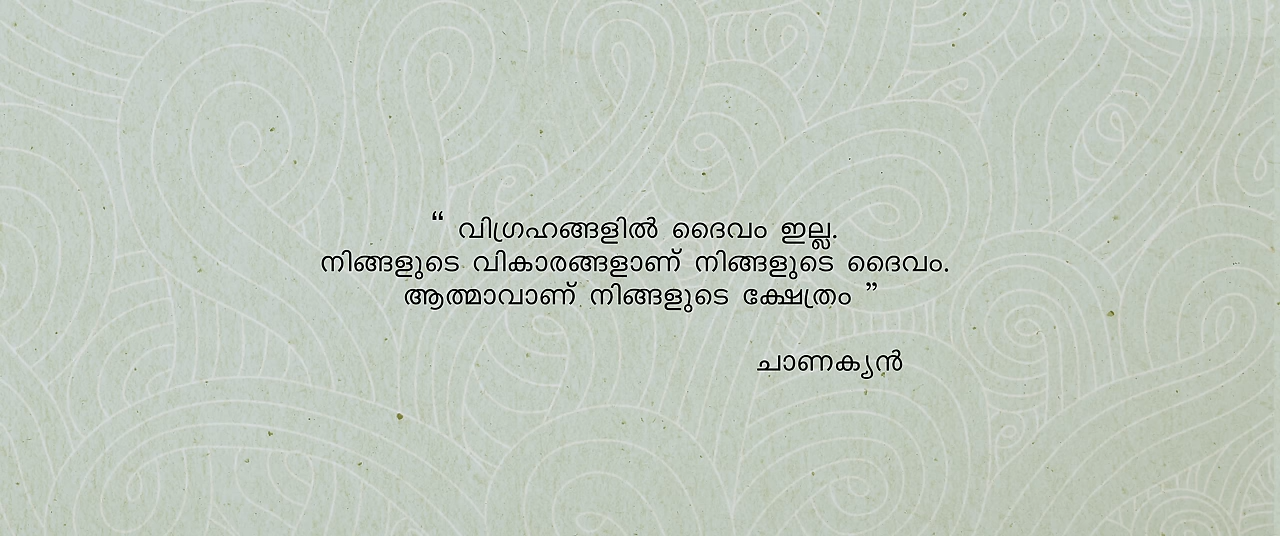 “ വിഗ്രഹങ്ങളിൽ ദൈവം ഇല്ല.
നിങ്ങളുടെ വികാരങ്ങളാണ് നിങ്ങളുടെ ദൈവം.
ആത്മാവാണ് നിങ്ങളുടെ ക്ഷേത്രം ”
ചാണക്യൻ